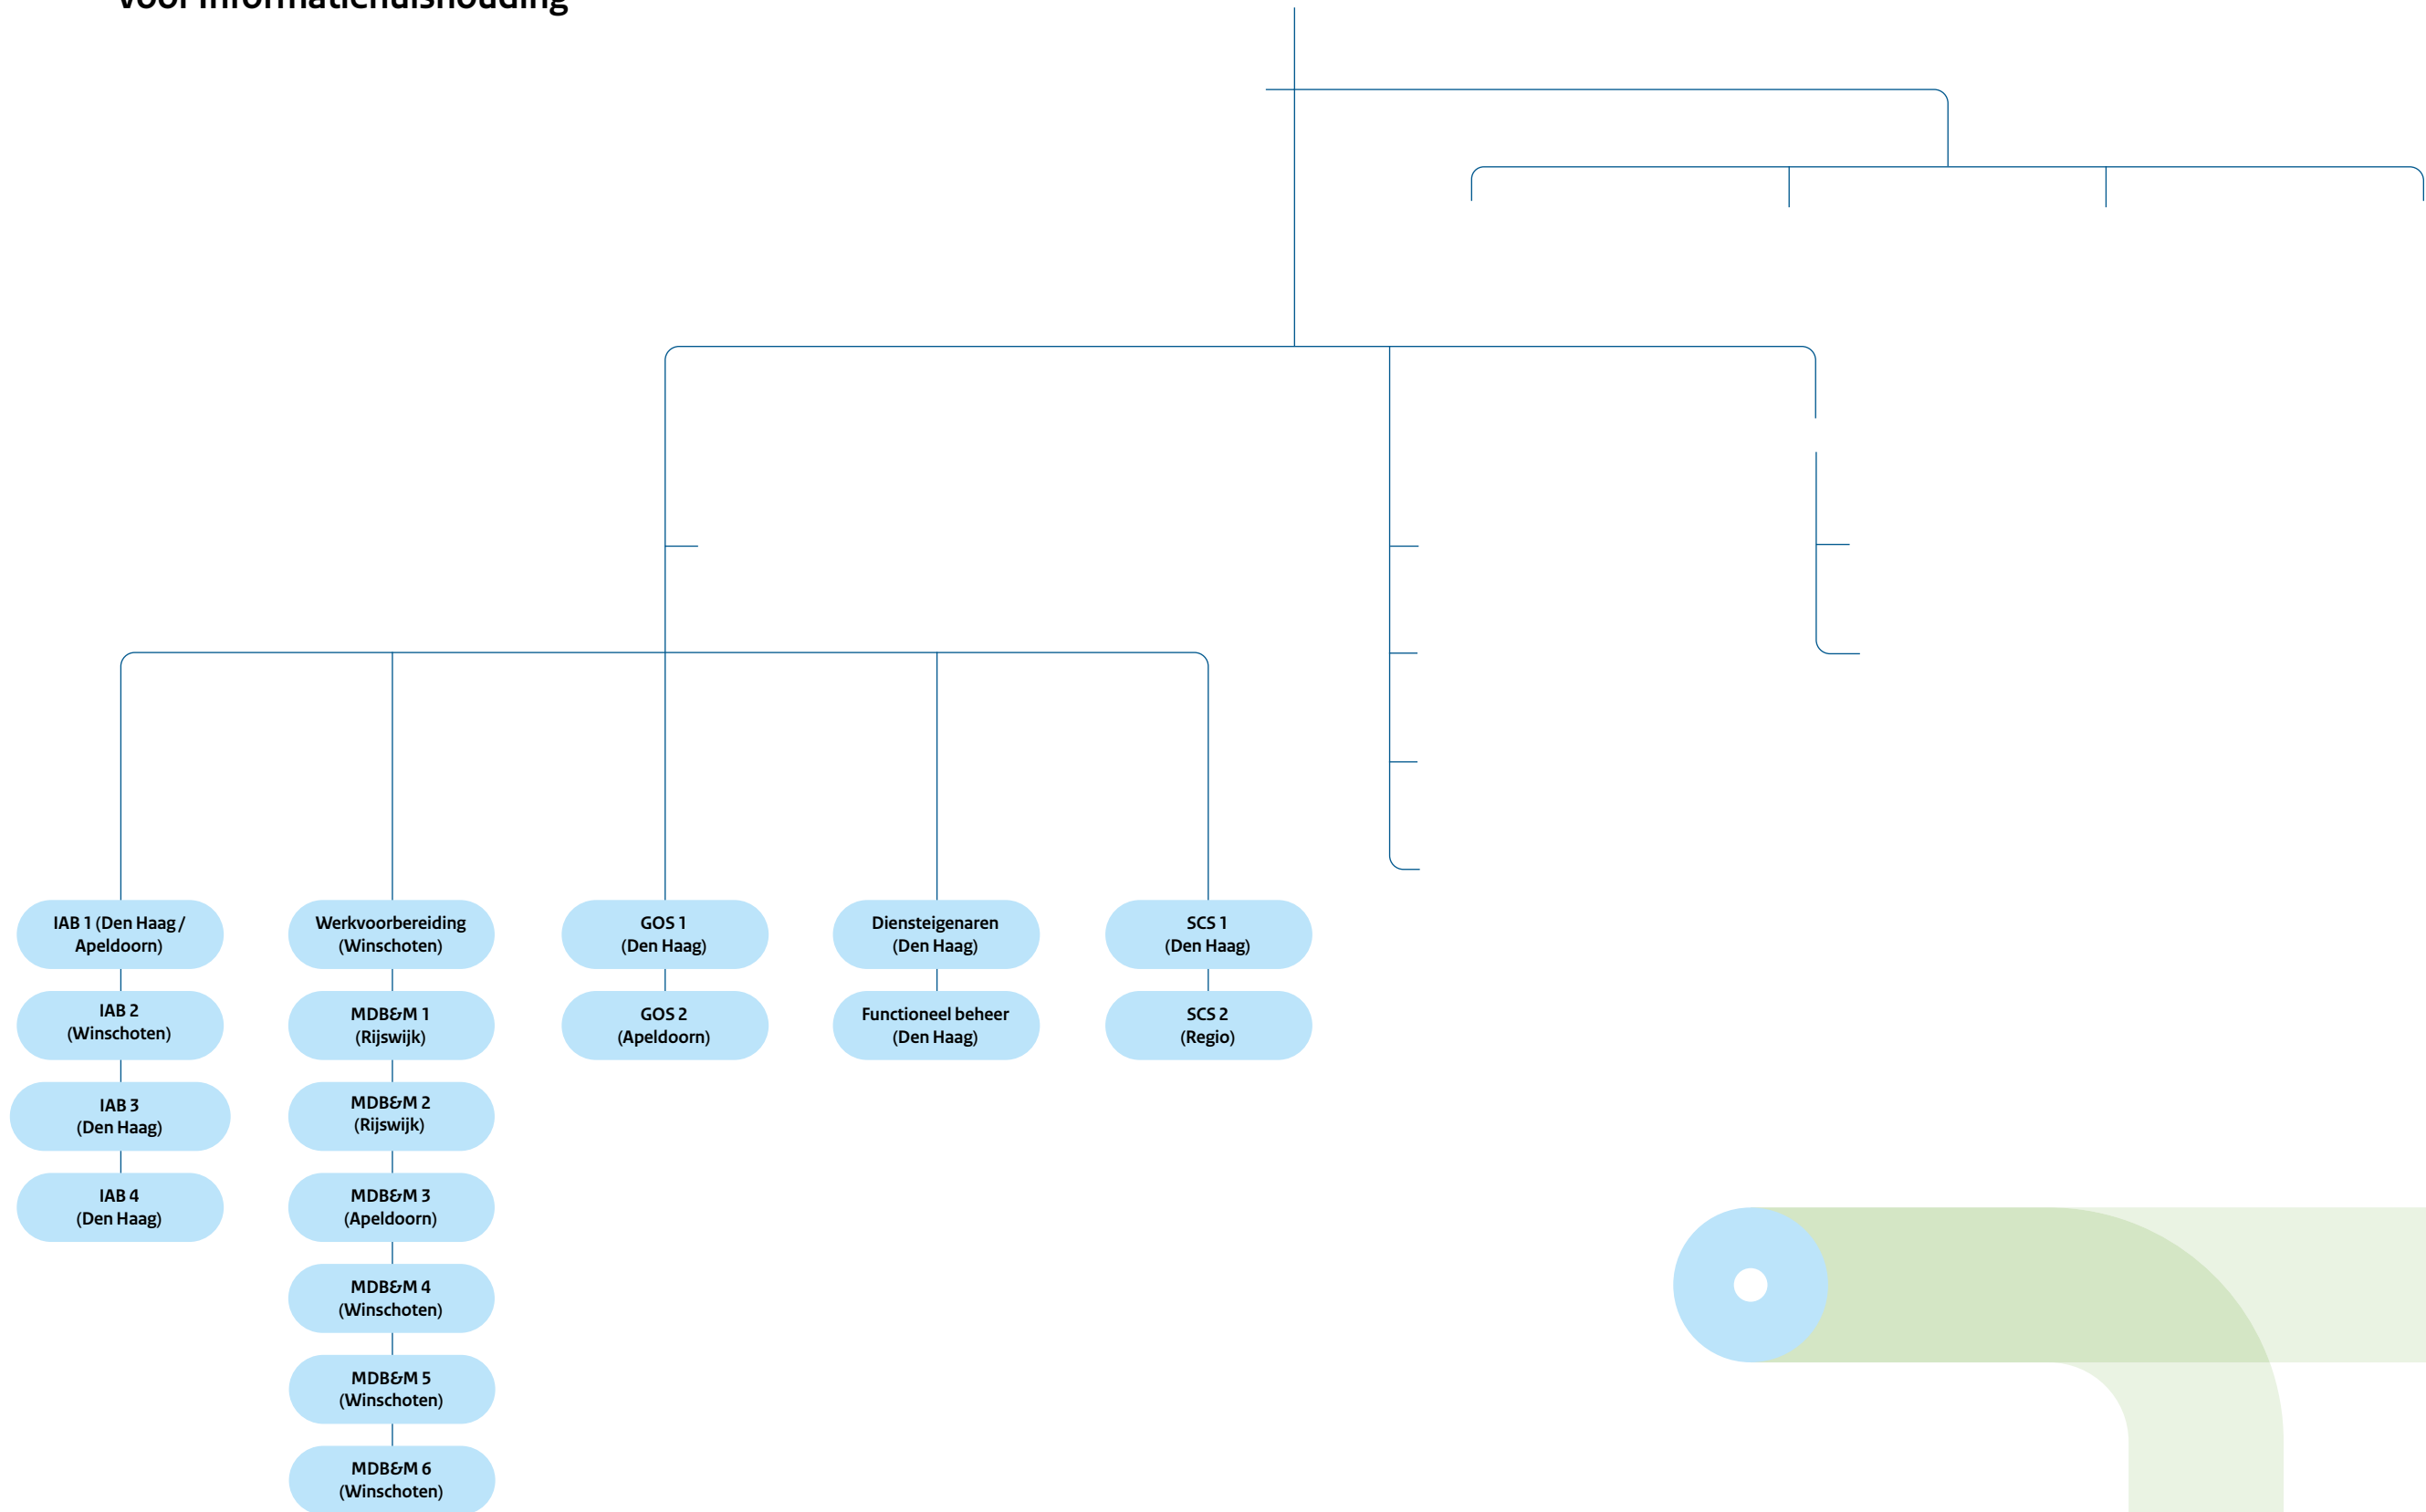 voor Informatiehuishouding
IAB 1 (Den Haag /
Apeldoorn)
IAB 2
(Winschoten)
IAB 3
(Den Haag)
IAB 4
(Den Haag)
Werkvoorbereiding
(Winschoten)
MDB&M 1
(Rijswijk)
MDB&M 2
(Rijswijk)
MDB&M 3
(Apeldoorn)
MDB&M 4
(Winschoten)
MDB&M 5
(Winschoten)
MDB&M 6
(Winschoten)
GOS 1
(Den Haag)
GOS 2
(Apeldoorn)
Diensteigenaren
(Den Haag)
Functioneel beheer
(Den Haag)
SCS 1
(Den Haag)
SCS 2
(Regio)